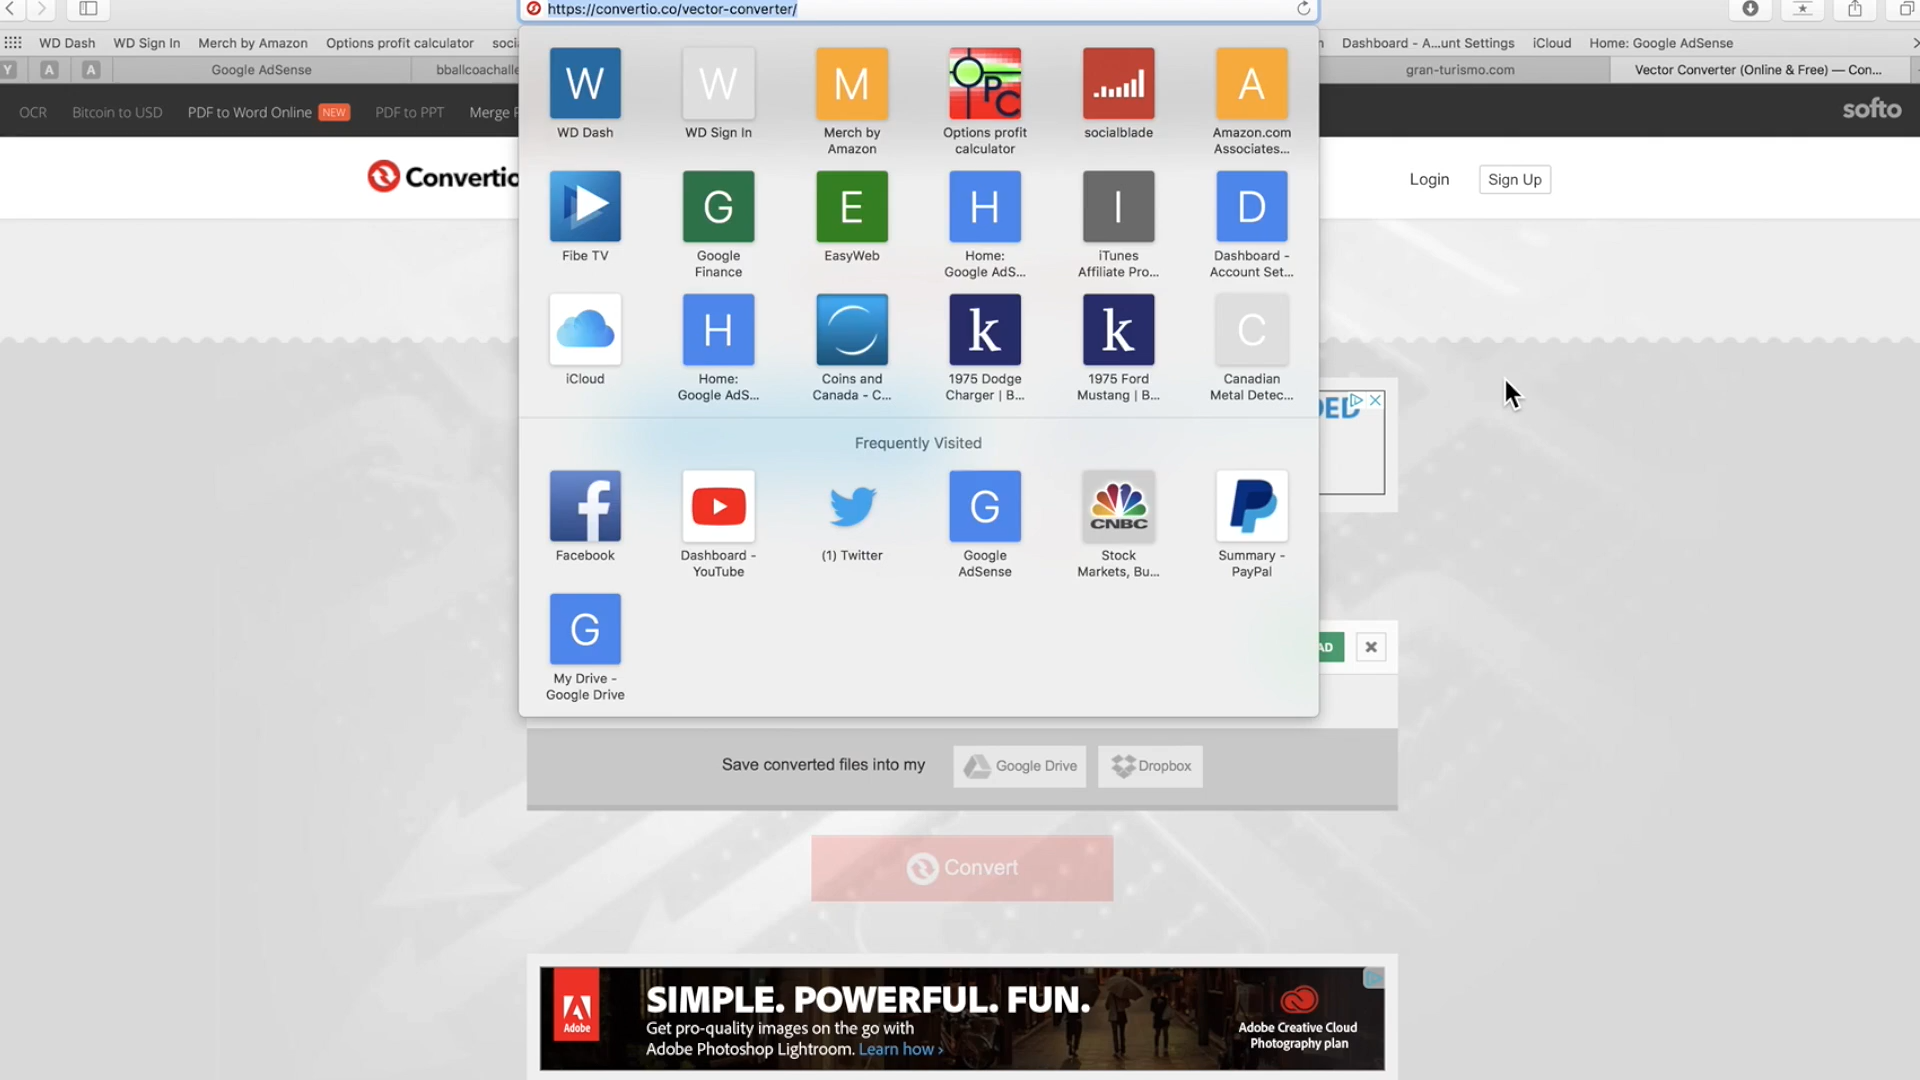 https://convertio.co/vector-converter/
WD Dash
WD Sign In
Merch by Amazon
Options profit calculator
Dashboard - A...unt Settings
iCloud
Home: Google AdSense
Y
A
A
Google AdSense
gran-turismo.com
Vector Converter (Online & Free) — Con...
OCR
Bitcoin to USD
PDF to Word Online
NEW
PDF to PPT
Merge
softo
Convertio
Login
Sign Up
W
WD Dash
W
WD Sign In
M
Merch by
Amazon
PC
Options profit
calculator
socialblade
A
Amazon.com
Associates...
Fibe TV
G
Google
Finance
E
EasyWeb
H
Home:
Google AdS...
I
iTunes
Affiliate Pro...
D
Dashboard -
Account Set...
iCloud
H
Home:
Google AdS...
Coins and
Canada - C...
k
1975 Dodge
Charger | B...
k
1975 Ford
Mustang | B...
C
Canadian
Metal Detec...
Frequently Visited
f
Facebook
Dashboard -
YouTube
(1) Twitter
G
Google
AdSense
CNBC
Stock
Markets, Bu...
P
Summary -
PayPal
G
My Drive -
Google Drive
Save converted files into my
Google Drive
Dropbox
Convert
Adobe
SIMPLE. POWERFUL. FUN.
Get pro-quality images on the go with
Adobe Photoshop Lightroom. Learn how ›
Adobe Creative Cloud
Photography plan